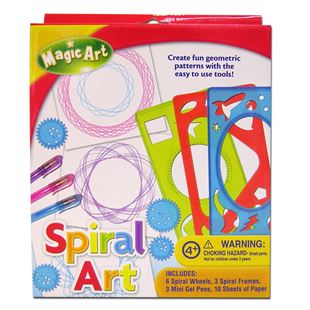 Magic Art
Create fun geometric
patterns with the
easy to use tools!
Spiral
Art
4+
WARNING:
CHOKING HAZARD- Small parts
Not for children under 3 years.
INCLUDES:
6 Spiral Wheels, 3 Spiral Frames,
3 Mini Gel Pens, 10 Sheets of Paper